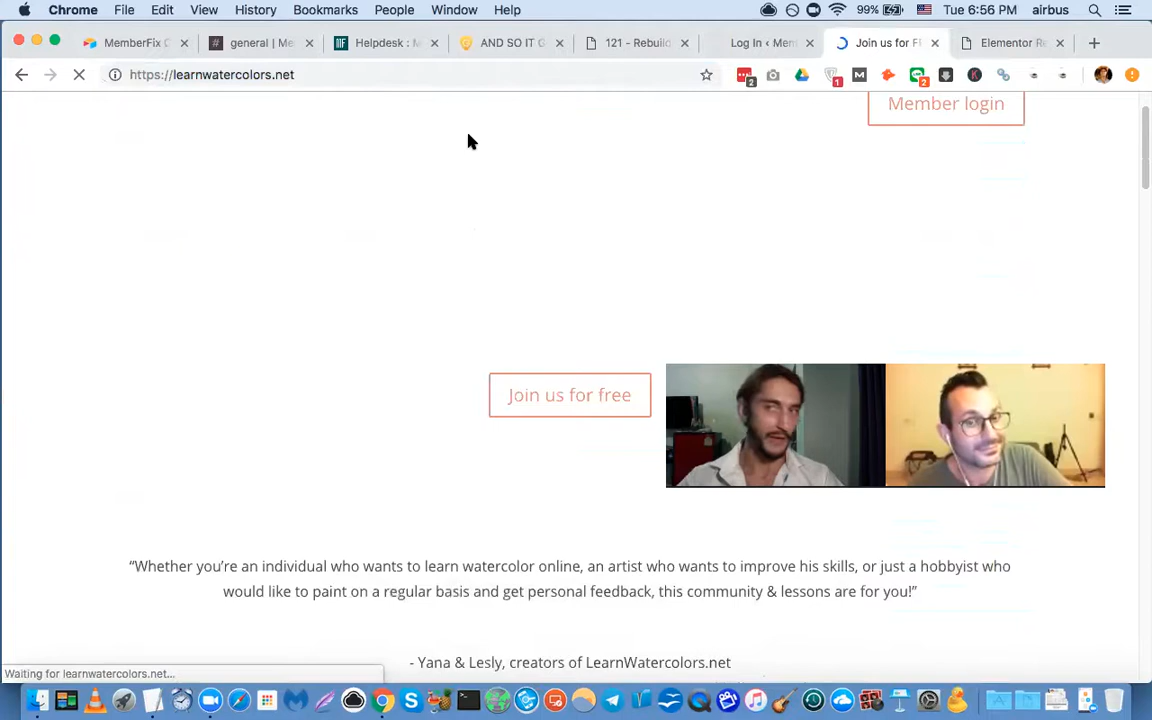 Chrome File Edit View History Bookmarks People Window Help 99% Tue 6:56 PM airbus
MemberFix C general | Me Helpdesk : M AND SO IT G 121 - Rebuild Log In ‹ Mem Join us for F Elementor Re
https://learnwatercolors.net 2 1 2
Member login
Join us for free
“Whether you’re an individual who wants to learn watercolor online, an artist who wants to improve his skills, or just a hobbyist who
would like to paint on a regular basis and get personal feedback, this community & lessons are for you!”
- Yana & Lesly, creators of LearnWatercolors.net
Waiting for learnwatercolors.net...